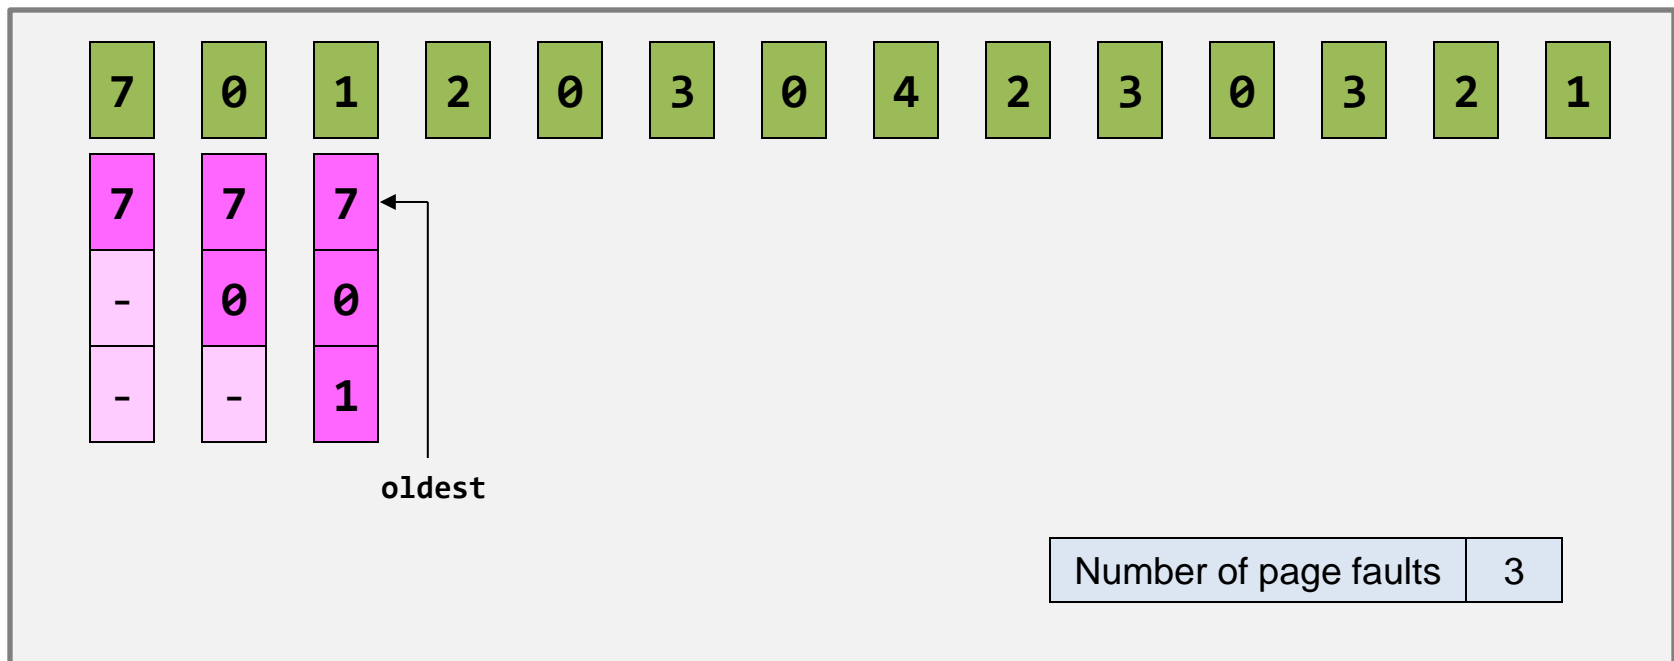 7 0 1 2 0 3 0 4 2 3 0 3 2 1
7 7 7
- 0 0
- - 1
oldest
Number of page faults 3